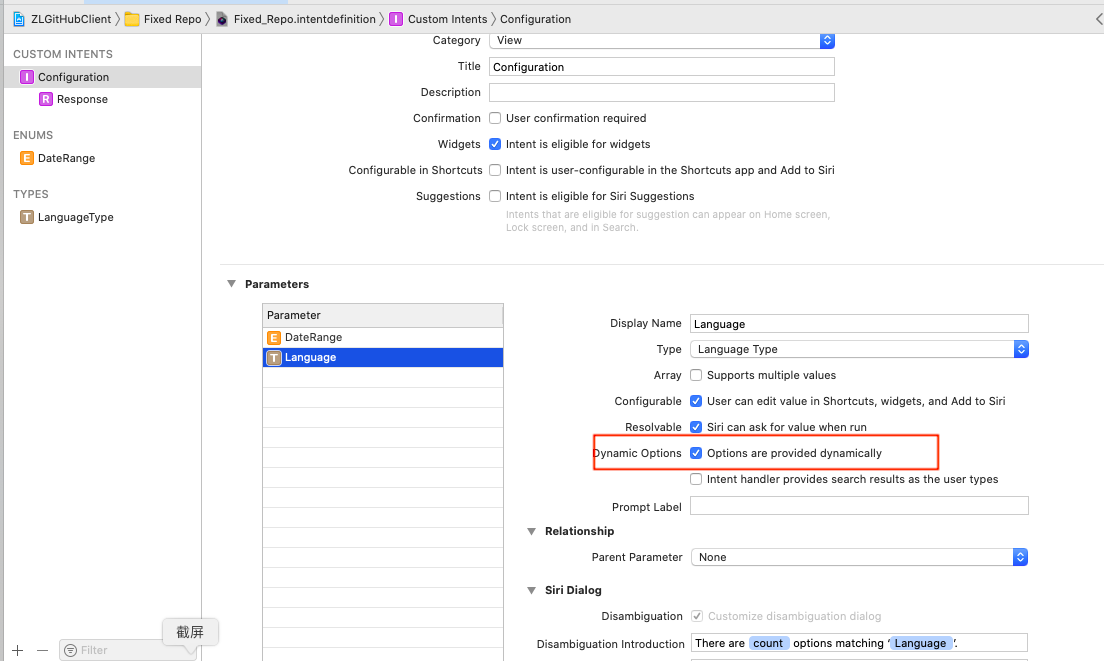 ZLGitHubClient Fixed Repo Fixed_Repo.intentdefinition I Custom Intents Configuration
CUSTOM INTENTS
I Configuration
R Response
ENUMS
E DateRange
TYPES
T LanguageType
Category View
Title Configuration
Description
Confirmation User confirmation required
Widgets Intent is eligible for widgets
Configurable in Shortcuts Intent is user-configurable in the Shortcuts app and Add to Siri
Suggestions Intent is eligible for Siri Suggestions
Intents that are eligible for suggestion can appear on Home screen,
Lock screen, and in Search.
Parameters
Parameter
E DateRange
T Language
Display Name Language
Type Language Type
Array Supports multiple values
Configurable User can edit value in Shortcuts, widgets, and Add to Siri
Resolvable Siri can ask for value when run
Dynamic Options Options are provided dynamically
Intent handler provides search results as the user types
Prompt Label
Relationship
Parent Parameter None
Siri Dialog
Disambiguation Customize disambiguation dialog
Disambiguation Introduction There are count options matching ‘Language’.
截屏
Filter